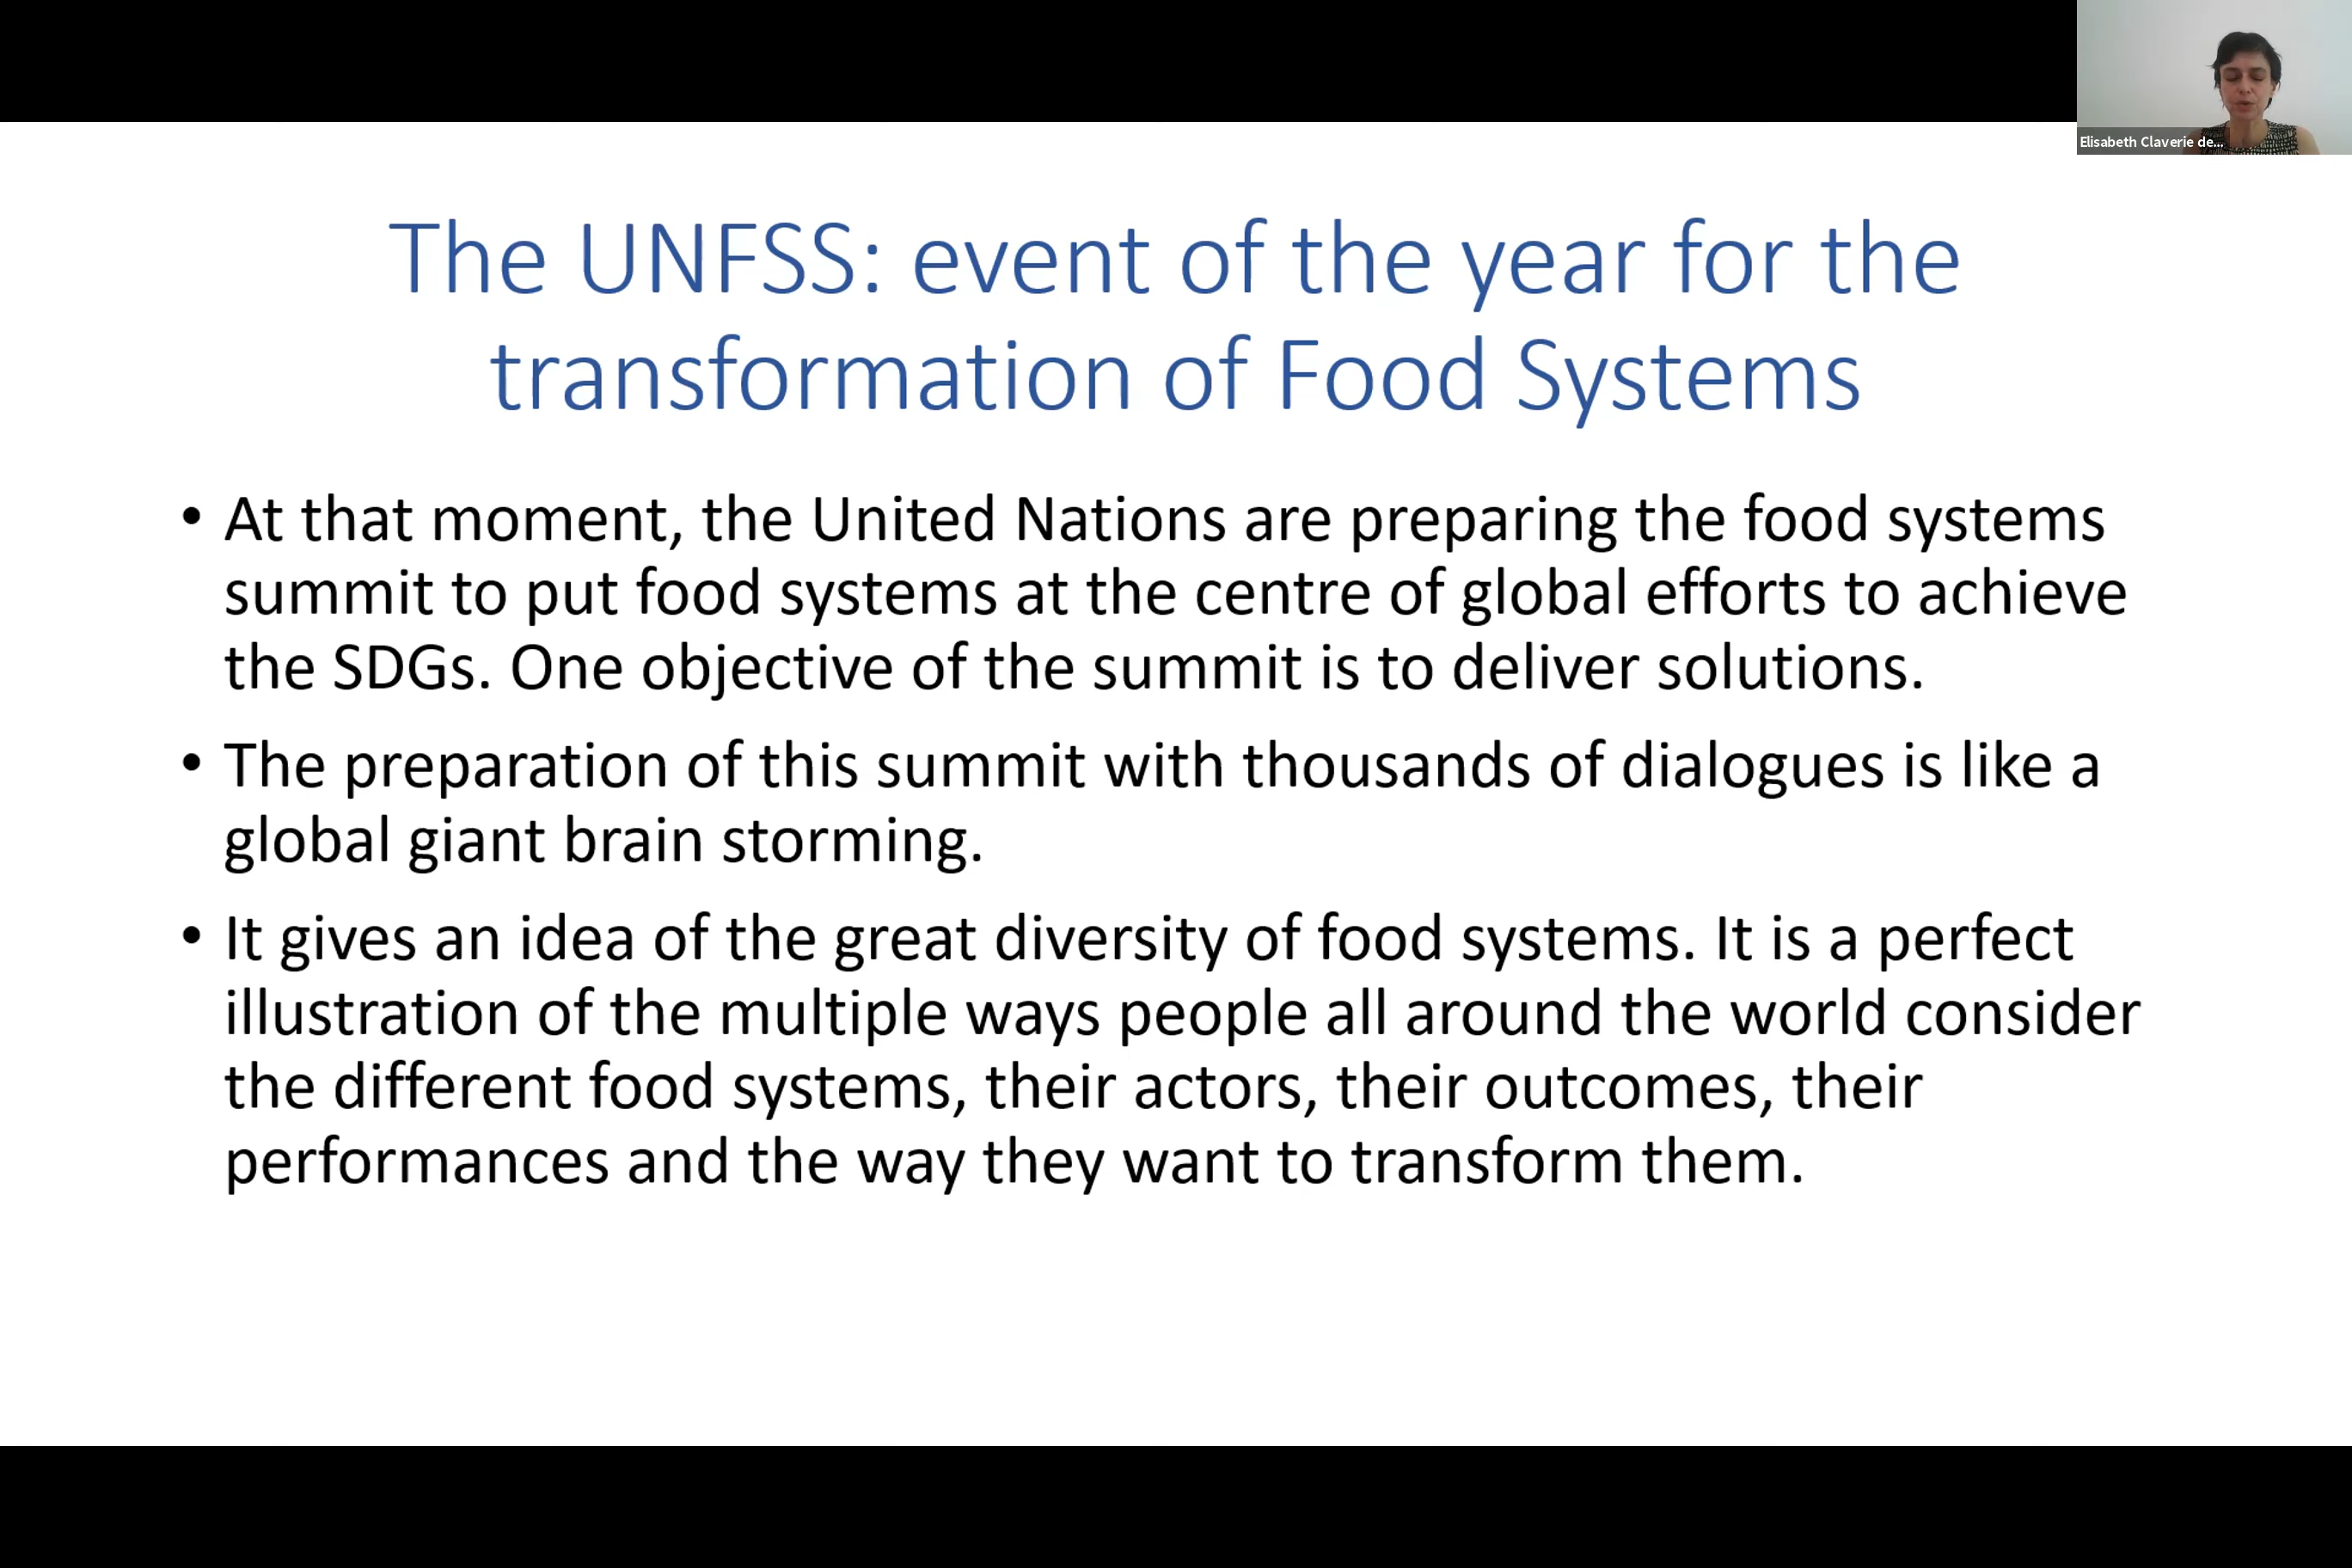 Elisabeth Claverie de...
The UNFSS: event of the year for the
transformation of Food Systems
• At that moment, the United Nations are preparing the food systems
summit to put food systems at the centre of global efforts to achieve
the SDGs. One objective of the summit is to deliver solutions.
• The preparation of this summit with thousands of dialogues is like a
global giant brain storming.
• It gives an idea of the great diversity of food systems. It is a perfect
illustration of the multiple ways people all around the world consider
the different food systems, their actors, their outcomes, their
performances and the way they want to transform them.